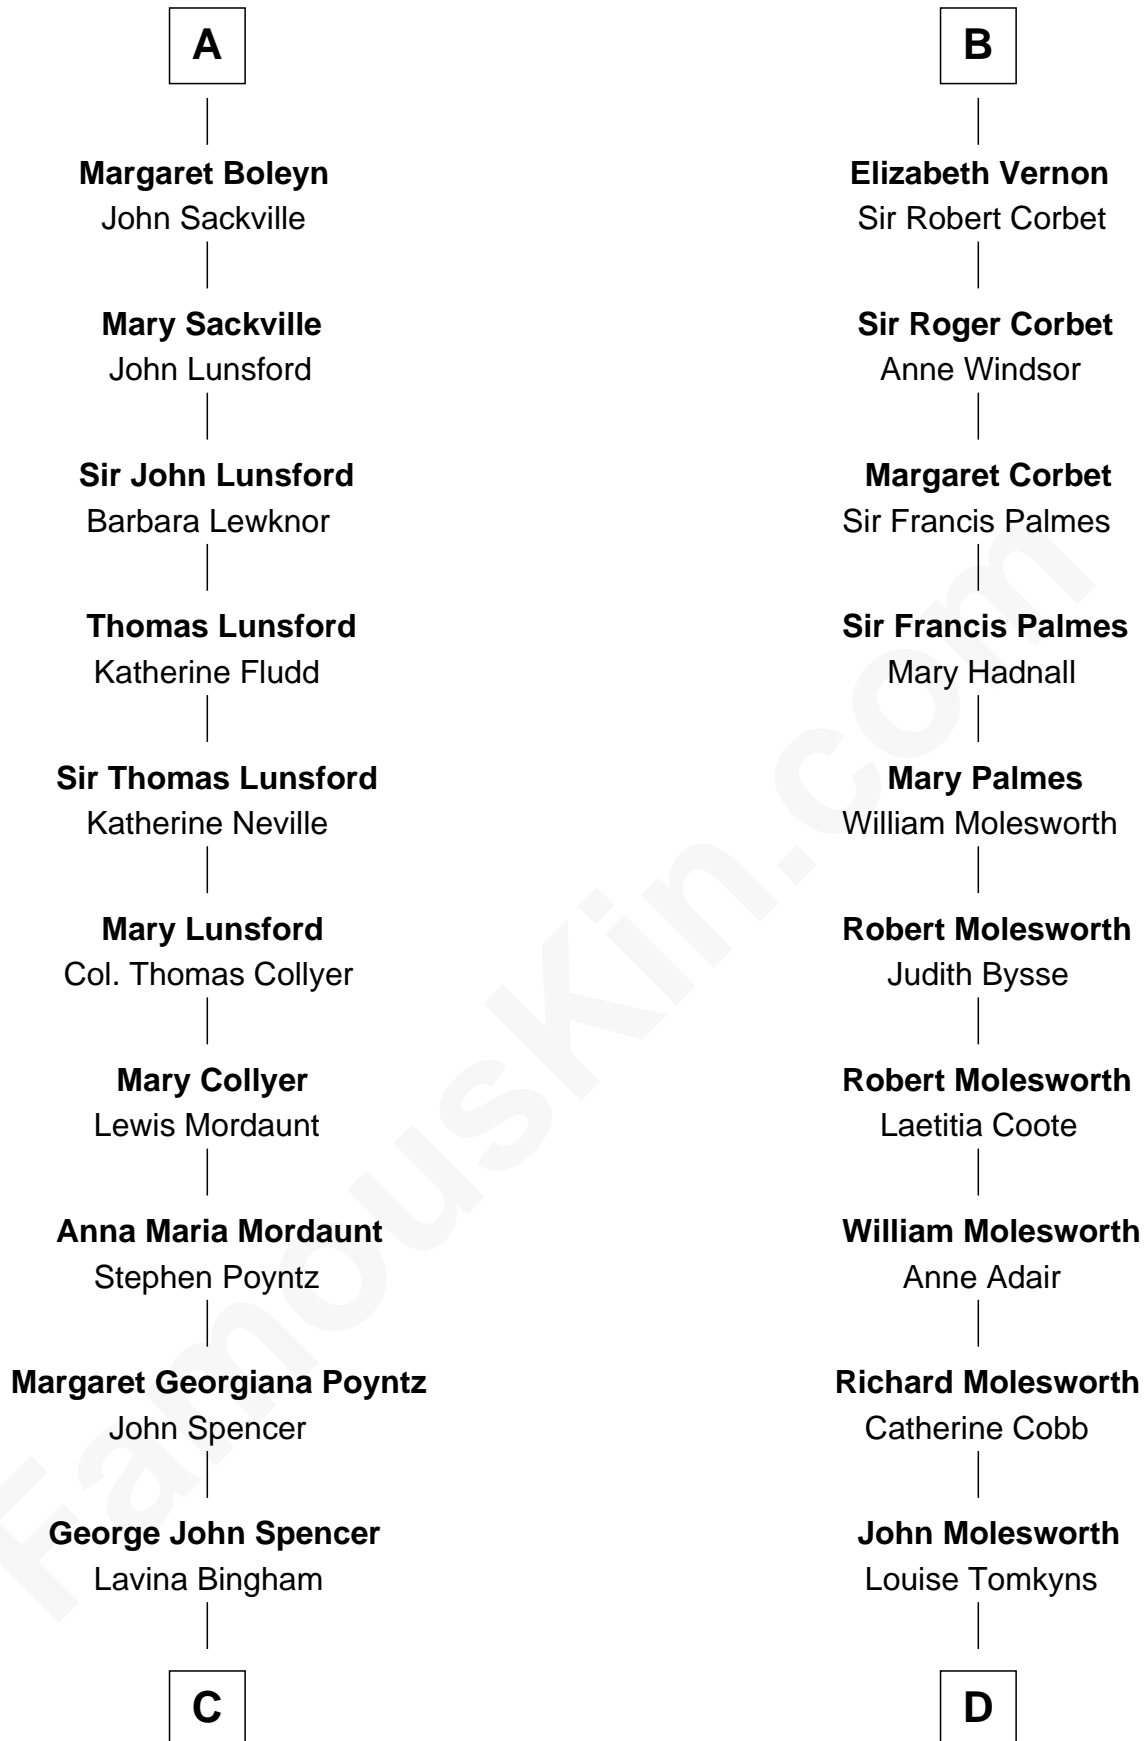 A
B
Margaret Boleyn
John Sackville
Elizabeth Vernon
Sir Robert Corbet
Mary Sackville
John Lunsford
Sir Roger Corbet
Anne Windsor
Sir John Lunsford
Barbara Lewknor
Margaret Corbet
Sir Francis Palmes
Thomas Lunsford
Katherine Fludd
Sir Francis Palmes
Mary Hadnall
Sir Thomas Lunsford
Katherine Neville
Mary Palmes
William Molesworth
Mary Lunsford
Col. Thomas Collyer
Robert Molesworth
Judith Bysse
Mary Collyer
Lewis Mordaunt
Robert Molesworth
Laetitia Coote
Anna Maria Mordaunt
Stephen Poyntz
William Molesworth
Anne Adair
Margaret Georgiana Poyntz
John Spencer
Richard Molesworth
Catherine Cobb
George John Spencer
Lavina Bingham
John Molesworth
Louise Tomkyns
C
D
FamousKin.com